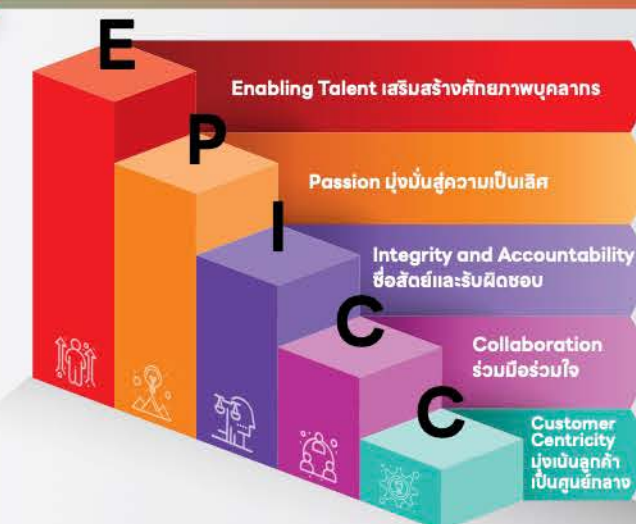 E
Enabling Talent เสริมสร้างศักยภาพบุคลากร
P
Passion มุ่งมั่นสู่ความเป็นเลิศ
I
Integrity and Accountability
ซื่อสัตย์และรับผิดชอบ
C
Collaboration
ร่วมมือร่วมใจ
C
Customer
Centricity
มุ่งเน้นลูกค้า
เป็นศูนย์กลาง